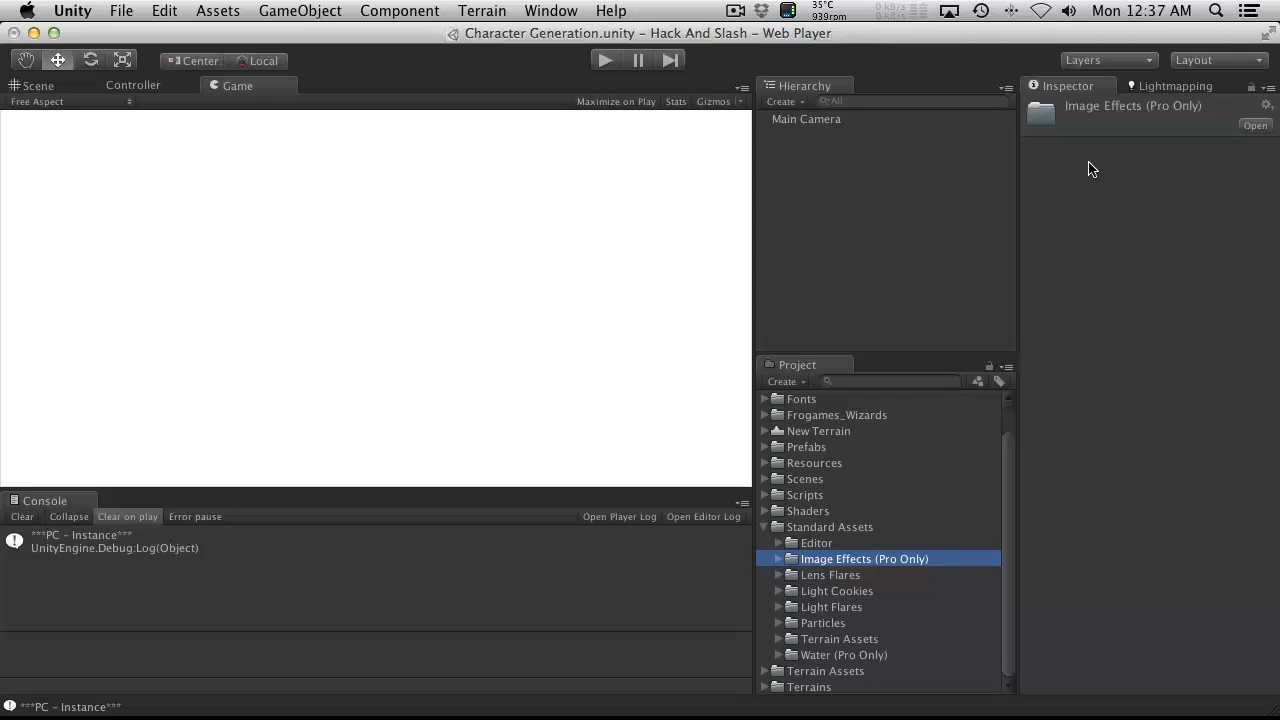 Unity File Edit Assets GameObject Component Terrain Window Help 35°C 939rpm 0 kB/s 0 kB/s Mon 12:37 AM
Character Generation.unity – Hack And Slash – Web Player
Center Local Layers Layout
Scene Controller Game Hierarchy Inspector Lightmapping
Free Aspect Maximize on Play Stats Gizmos Create All
Image Effects (Pro Only)
Open
Main Camera
Project
Create
Fonts
Frogames_Wizards
New Terrain
Prefabs
Resources
Scenes
Scripts
Shaders
Standard Assets
Editor
Image Effects (Pro Only)
Lens Flares
Light Cookies
Light Flares
Particles
Terrain Assets
Water (Pro Only)
Terrain Assets
Terrains
Console
Clear Collapse Clear on play Error pause Open Player Log Open Editor Log
***PC – Instance***
UnityEngine.Debug:Log(Object)
***PC – Instance***